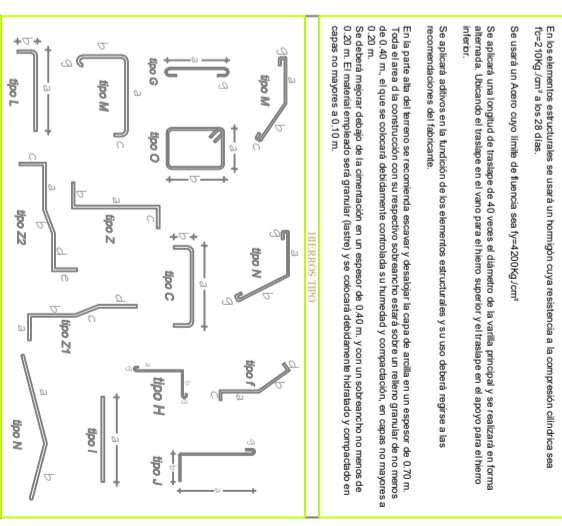 En los elementos estructurales se usará un hormigón cuya resistencia a la compresión cilíndrica sea
f'c=210Kg./cm² a los 28 días.
Se usará un Acero cuyo límite de fluencia sea fy=4200Kg./cm²
Se aplicará una longitud de traslape de 40 veces el diámetro de la varilla principal y se realizará en forma
alternada. Ubicando el traslape en el vano para el hierro superior y el traslape en el apoyo para el hierro
inferior.
Se aplicará aditivos en la fundición de los elementos estructurales y su uso deberá regirse a las
recomendaciones del fabricante.
En la parte alta del terreno se recomienda escavar y desalojar la capa de arcilla en un espesor de 0.70 m.
Toda el area d la construcción con su respectivo sobreancho estará sobre un relleno granular de no menos
de 0.40 m., el que se colocará debidamente controlada su humedad y compactación, en capas no mayores a
0.20 m.
Se deberá mejorar debajo de la cimentación en un espesor de 0.40 m. y con un sobreancho no menos de
0.20 m. El material empleado será granular (lastre) y se colocará debidamente hidratado y compactado en
capas no mayores a 0.10 m.
HIERROS TIPO
g a b c
tipo M
a b g
tipo N
d b a c
tipo f
a
tipo G
a b
tipo O
a b
tipo C
a b g
tipo H
g a b
tipo J
b a c g
tipo M
a b c
tipo Z
d b c a
tipo Z1
a
tipo I
a b
tipo L
c a b d e
tipo Z2
a b
tipo N